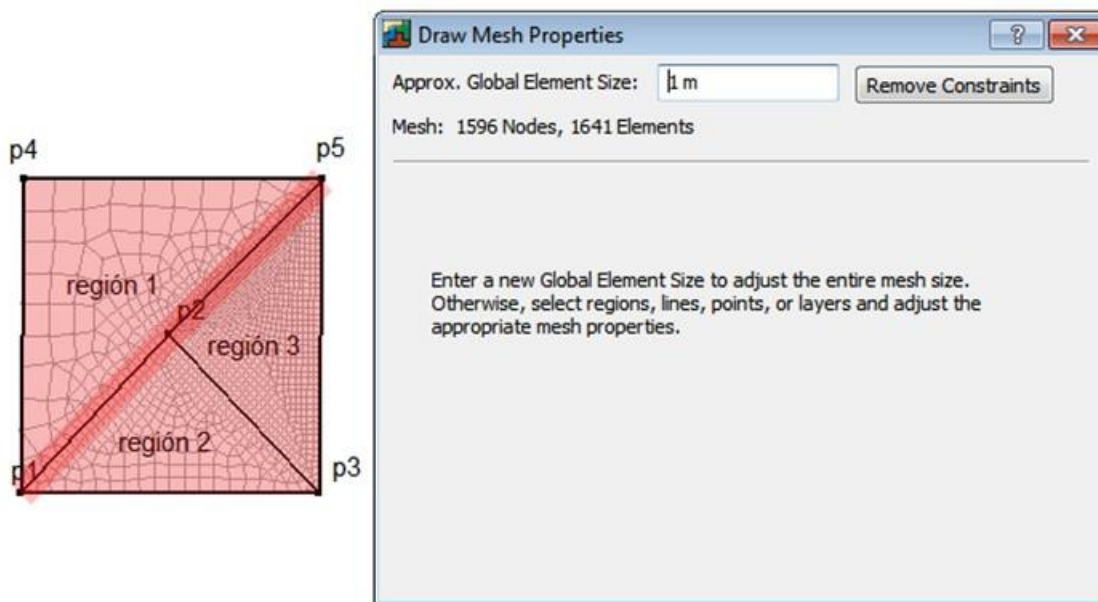 p4
p5
región 1
p2
región 3
región 2
p1
p3
Draw Mesh Properties
?
Approx. Global Element Size:
1 m
Remove Constraints
Mesh: 1596 Nodes, 1641 Elements
Enter a new Global Element Size to adjust the entire mesh size.
Otherwise, select regions, lines, points, or layers and adjust the
appropriate mesh properties.